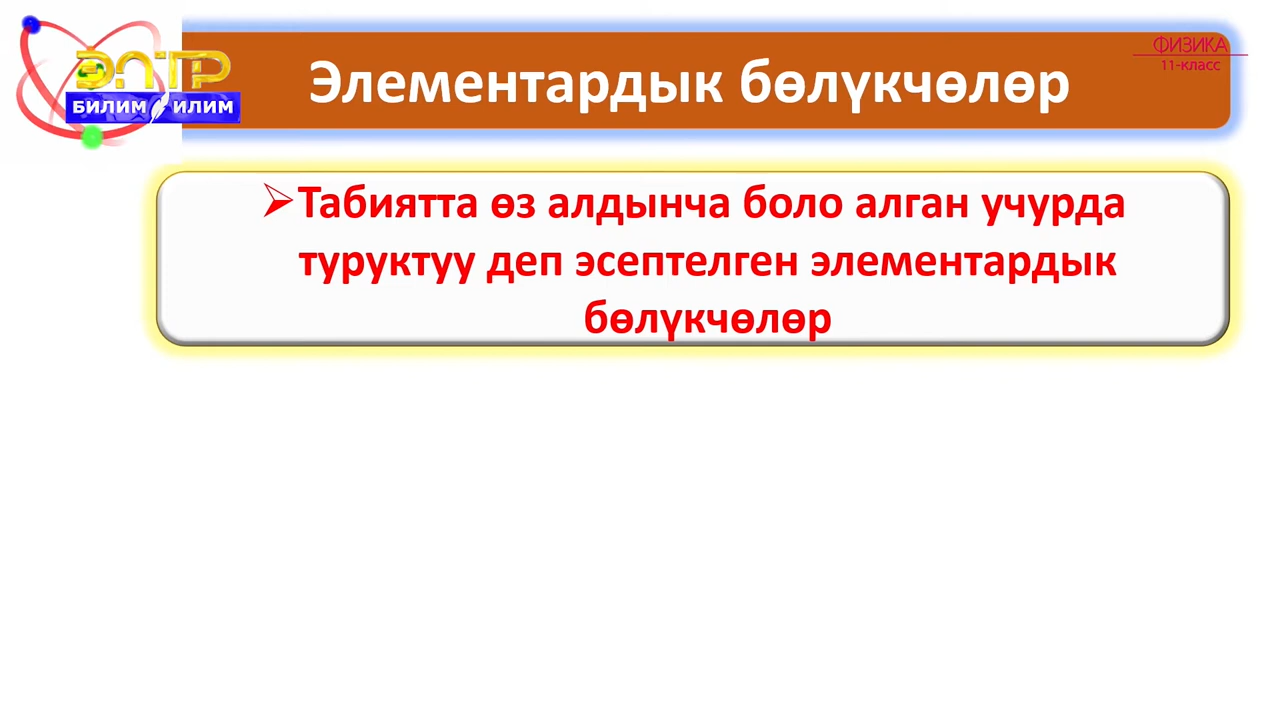 ЭЛТР
БИЛИМ ИЛИМ
Элементардык бөлүкчөлөр
ФИЗИКА
11-класс
➢Табиятта өз алдынча боло алган учурда
туруктуу деп эсептелген элементардык
бөлүкчөлөр